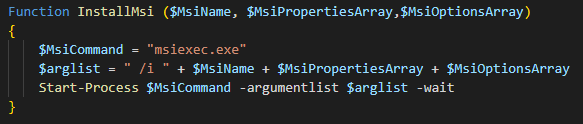 Function InstallMsi ($MsiName, $MsiPropertiesArray,$MsiOptionsArray)
{
$MsiCommand = "msiexec.exe"
$arglist = " /i " + $MsiName + $MsiPropertiesArray + $MsiOptionsArray
Start-Process $MsiCommand -argumentlist $arglist -wait
}